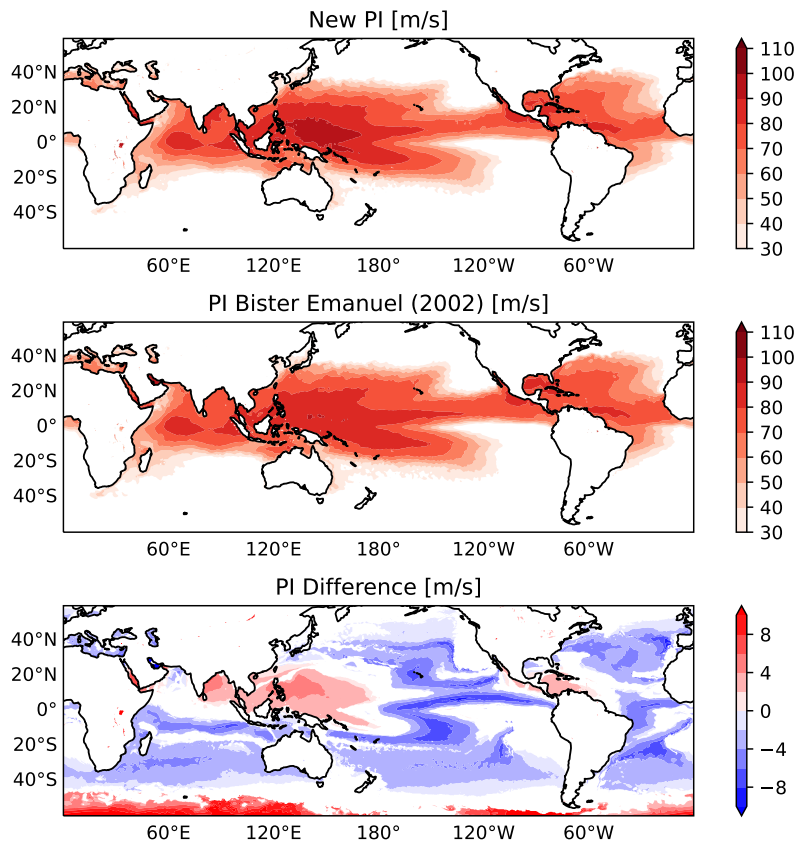 New PI [m/s]
40°N
20°N
0°
20°S
40°S
60°E 120°E 180° 120°W 60°W
110
100
90
80
70
60
50
40
30
PI Bister Emanuel (2002) [m/s]
40°N
20°N
0°
20°S
40°S
60°E 120°E 180° 120°W 60°W
110
100
90
80
70
60
50
40
30
PI Difference [m/s]
40°N
20°N
0°
20°S
40°S
60°E 120°E 180° 120°W 60°W
8
4
0
−4
−8